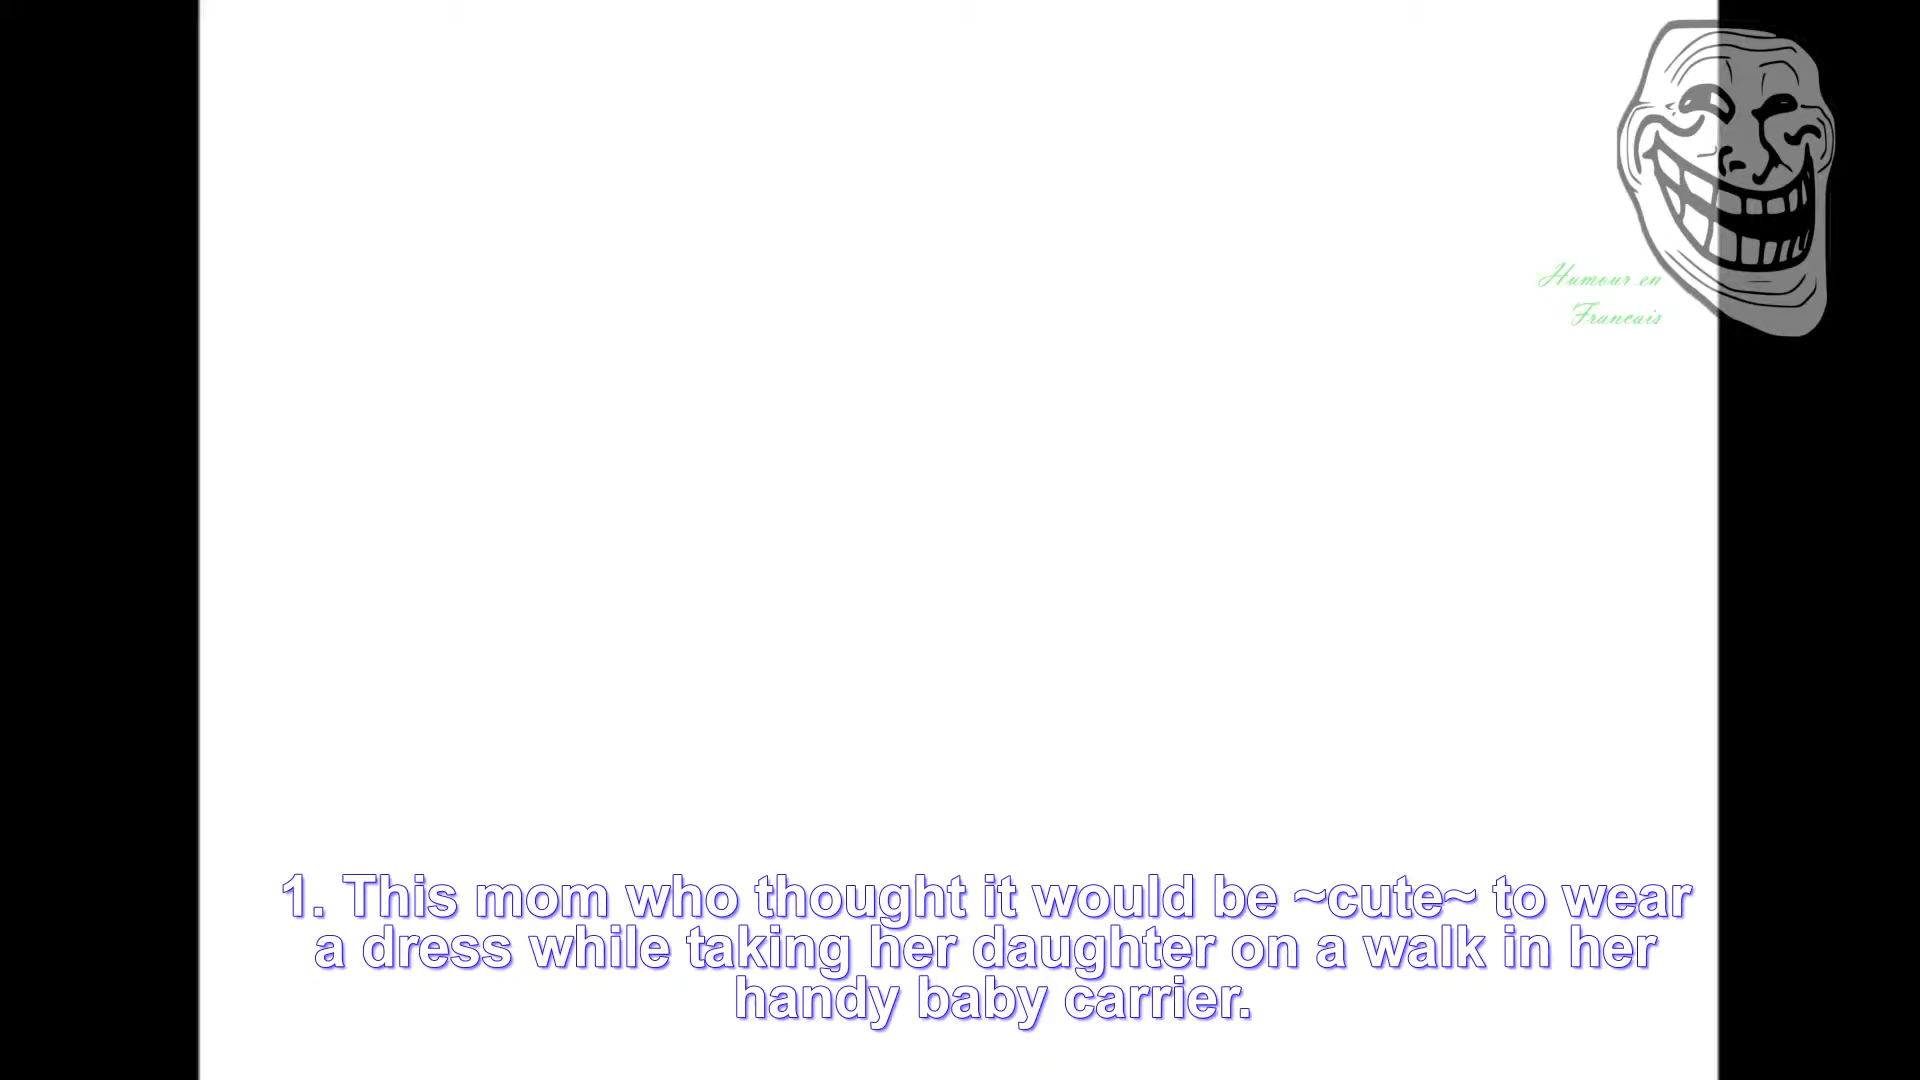 Humour en
Francais
1. This mom who thought it would be ~cute~ to wear
a dress while taking her daughter on a walk in her
handy baby carrier.